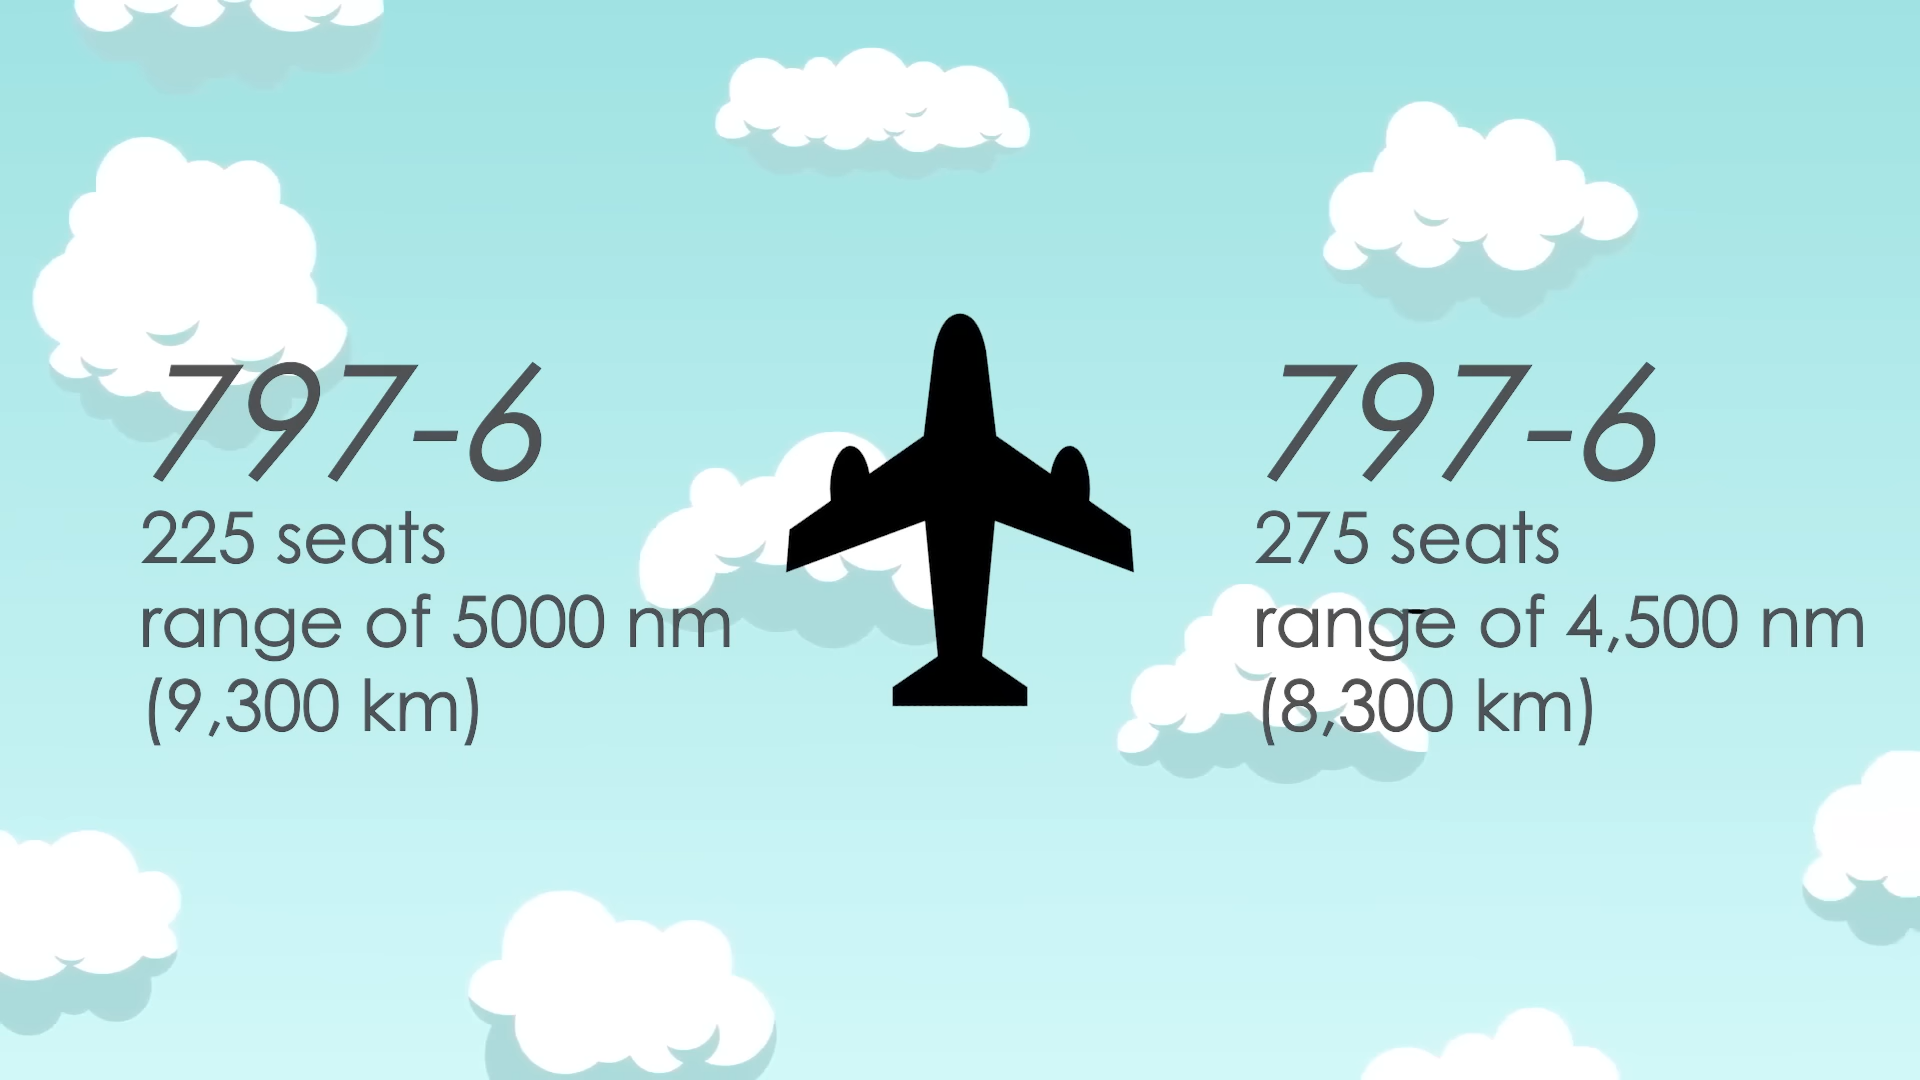 797-6
225 seats
range of 5000 nm
(9,300 km)
797-6
275 seats
range of 4,500 nm
(8,300 km)